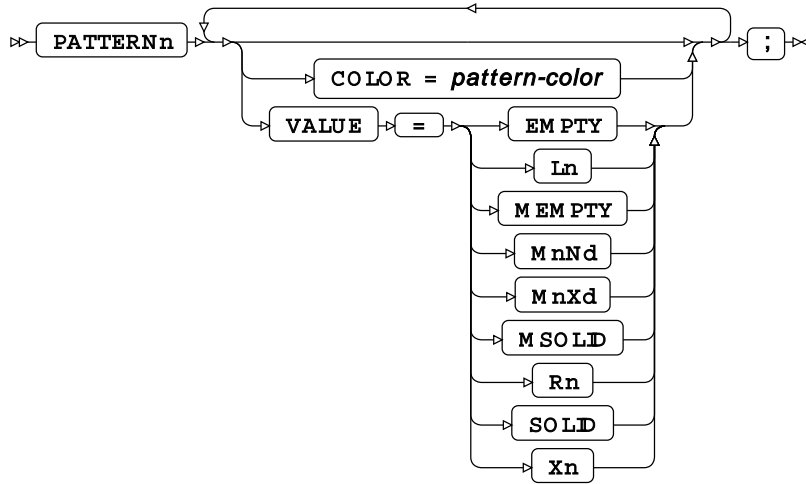 PATTERNn ;
COLOR = pattern-color
VALUE = EMPTY
Ln
MEMPTY
MnNd
MnXd
MSOLID
Rn
SOLID
Xn